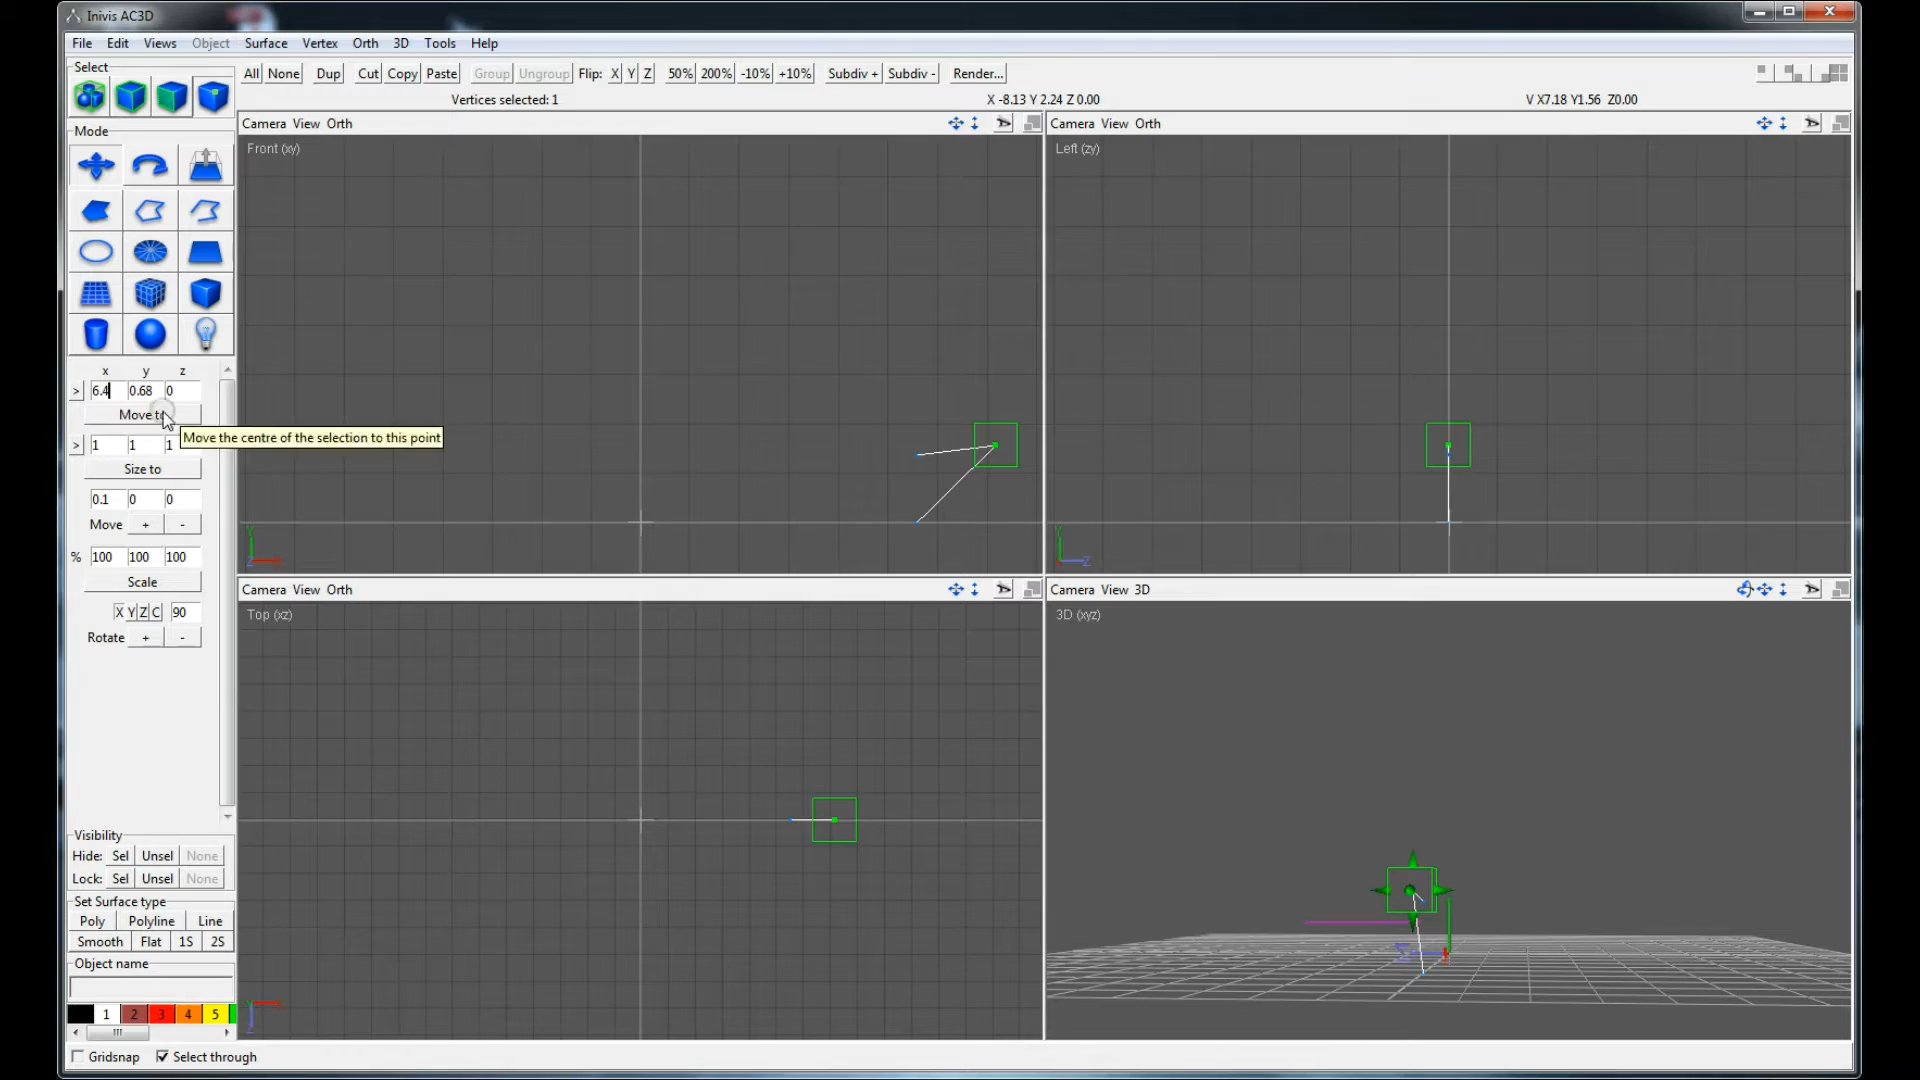 Inivis AC3D
File Edit Views Object Surface Vertex Orth 3D Tools Help
Select
All None Dup Cut Copy Paste Group Ungroup Flip: X Y Z 50% 200% -10% +10% Subdiv + Subdiv - Render...
Vertices selected: 1 X -8.13 Y 2.24 Z 0.00 V X7.18 Y1.56 Z0.00
Camera View Orth
Camera View Orth
Mode
Front (xy)
Left (zy)
x y z
> 6.4 0.68 0
Move to
Move the centre of the selection to this point
> 1 1 1
Size to
0.1 0 0
Move + -
% 100 100 100
Scale
X Y Z C 90
Rotate + -
Camera View Orth
Camera View 3D
Top (xz)
3D (xyz)
Visibility
Hide: Sel Unsel None
Lock: Sel Unsel None
Set Surface type
Poly Polyline Line
Smooth Flat 1S 2S
Object name
1 2 3 4 5
Gridsnap Select through